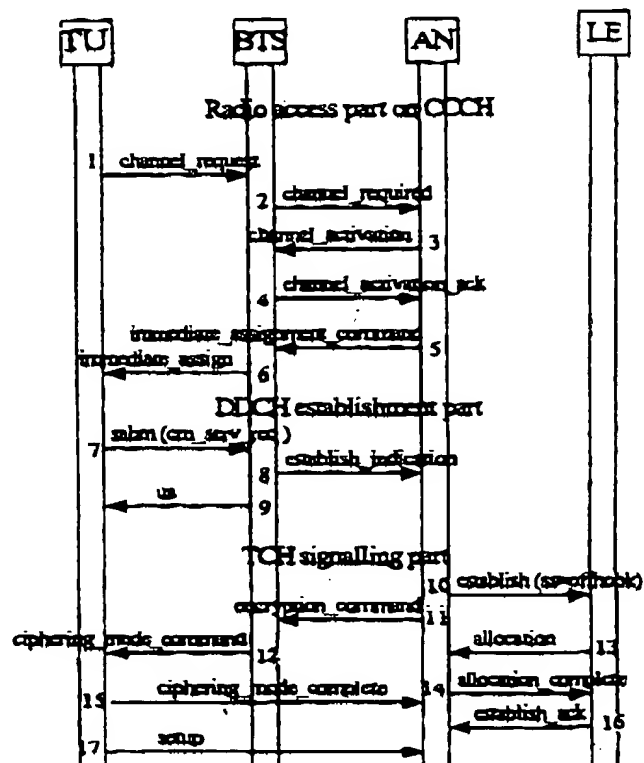 TU BTS AN LE
Radio access part on CCCH
1 channel_request
2 channel_required
channel_activation 3
4 channel_activation_ack
immediate_assignment_command 5
immediate_assign 6
DDCH establishment part
7 sabm (cm_serv_req)
8 establish_indication
ua 9
TCH signalling part
10 establish (ss-offhook)
encryption_command 11
ciphering_mode_command 12
allocation 13
14 allocation_complete
15 ciphering_mode_complete
establish_ack 16
17 setup